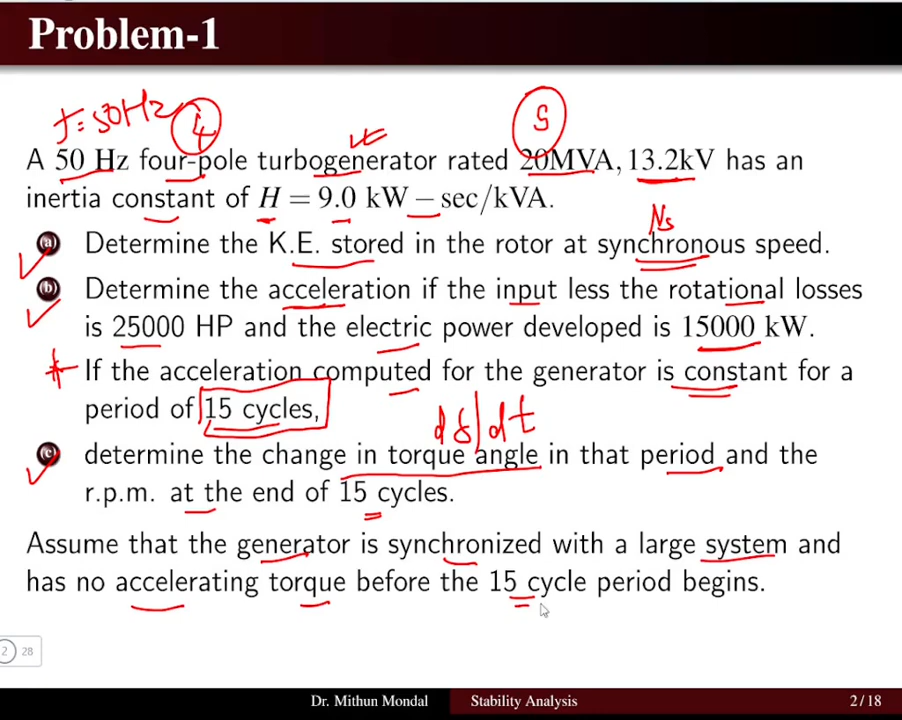 Problem-1
f=50Hz 4 S
A 50 Hz four-pole turbogenerator rated 20MVA, 13.2kV has an
inertia constant of H = 9.0 kW − sec/kVA.
Ns
(a) Determine the K.E. stored in the rotor at synchronous speed.
(b) Determine the acceleration if the input less the rotational losses
is 25000 HP and the electric power developed is 15000 kW.
If the acceleration computed for the generator is constant for a
period of 15 cycles,
dδ/dt
(c) determine the change in torque angle in that period and the
r.p.m. at the end of 15 cycles.
Assume that the generator is synchronized with a large system and
has no accelerating torque before the 15 cycle period begins.
2 28
Dr. Mithun Mondal Stability Analysis 2/18